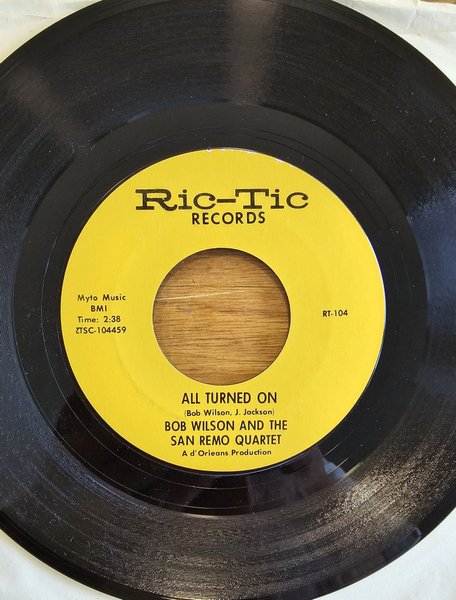 Ric-Tic
RECORDS
Myto Music
BMI
Time: 2:38
ZTSC-104459
RT-104
ALL TURNED ON
(Bob Wilson, J. Jackson)
BOB WILSON AND THE
SAN REMO QUARTET
A d'Orleans Production